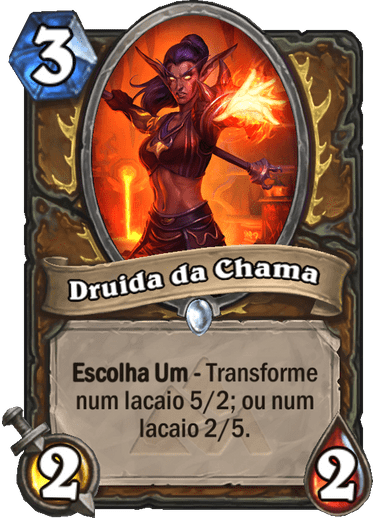 3
Druida da Chama
Escolha Um - Transforme
num lacaio 5/2; ou num
lacaio 2/5.
2
2